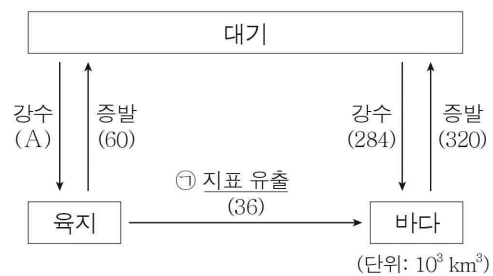 대기
강수 증발 강수 증발
(A) (60) (284) (320)
㉠ 지표 유출
(36)
육지 바다
(단위: 10³ km³)